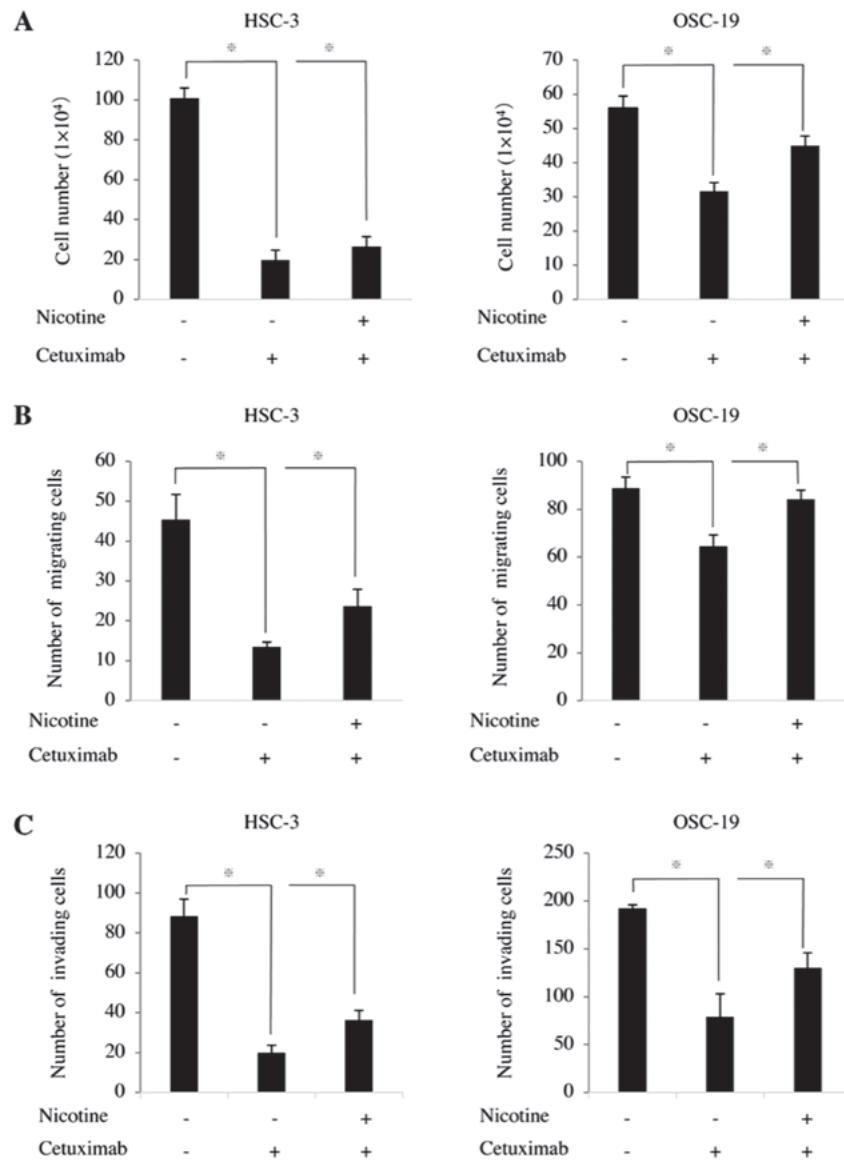 A
HSC-3
OSC-19
Cell number (1×10⁴)
120
100
80
60
40
20
0
※ ※
Nicotine - - +
Cetuximab - + +
Cell number (1×10⁴)
70
60
50
40
30
20
10
0
※ ※
Nicotine - - +
Cetuximab - + +
B
HSC-3
OSC-19
Number of migrating cells
60
50
40
30
20
10
0
※ ※
Nicotine - - +
Cetuximab - + +
Number of migrating cells
100
80
60
40
20
0
※ ※
Nicotine - - +
Cetuximab - + +
C
HSC-3
OSC-19
Number of invading cells
120
100
80
60
40
20
0
※ ※
Nicotine - - +
Cetuximab - + +
Number of invading cells
250
200
150
100
50
0
※ ※
Nicotine - - +
Cetuximab - + +